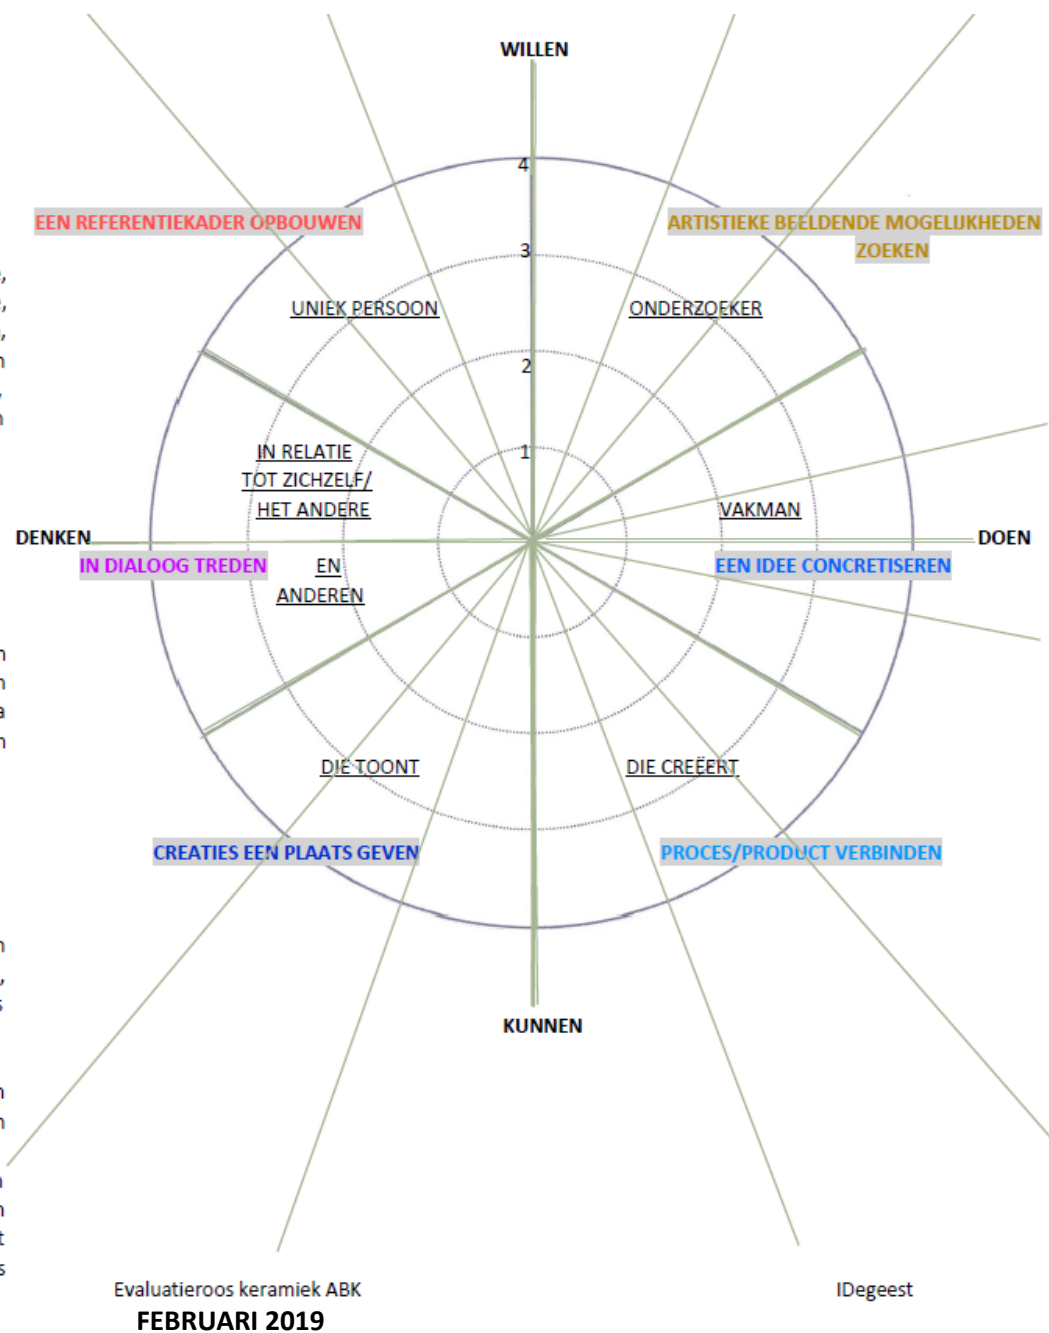 WILLEN
4
EEN REFERENTIEKADER OPBOUWEN
ARTISTIEKE BEELDENDE MOGELIJKHEDEN
ZOEKEN
3
UNIEK PERSOON
ONDERZOEKER
2
1
IN RELATIE
TOT ZICHZELF/
HET ANDERE
VAKMAN
DENKEN
DOEN
IN DIALOOG TREDEN
EN
ANDEREN
EEN IDEE CONCRETISEREN
DIE TOONT
DIE CREËERT
CREATIES EEN PLAATS GEVEN
PROCES/PRODUCT VERBINDEN
KUNNEN
Evaluatieroos keramiek ABK
IDegeest
FEBRUARI 2019